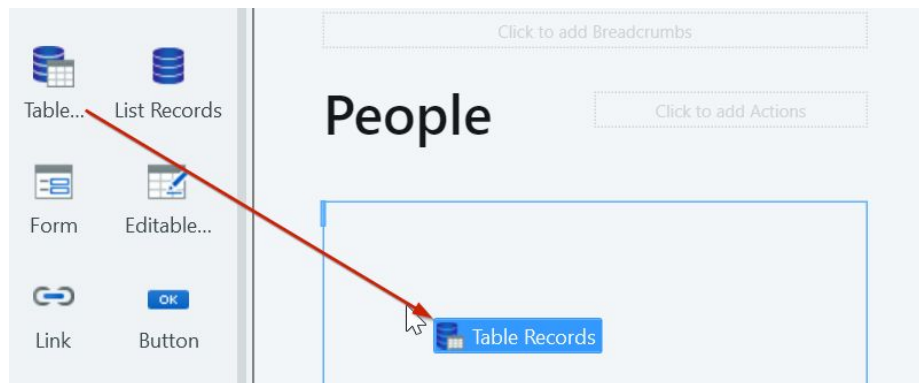 Table...
List Records
Form
Editable...
Link
OK
Button
Click to add Breadcrumbs
People
Click to add Actions
Table Records